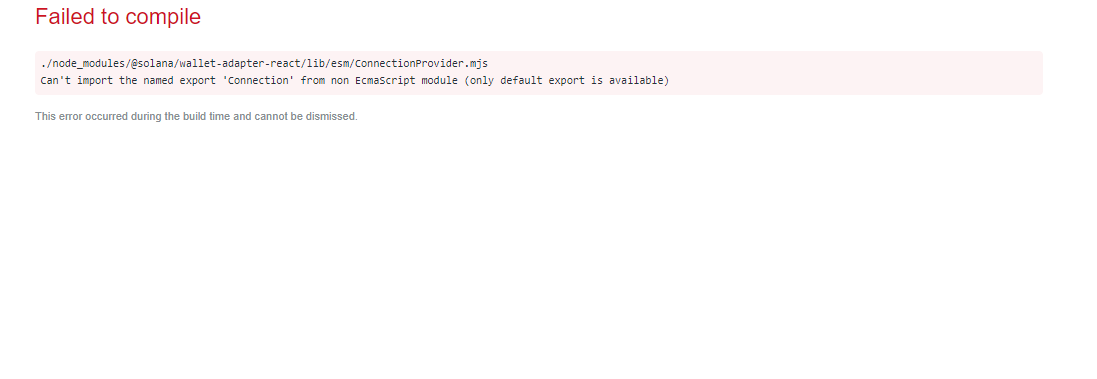 Failed to compile
./node_modules/@solana/wallet-adapter-react/lib/esm/ConnectionProvider.mjs
Can't import the named export 'Connection' from non EcmaScript module (only default export is available)
This error occurred during the build time and cannot be dismissed.